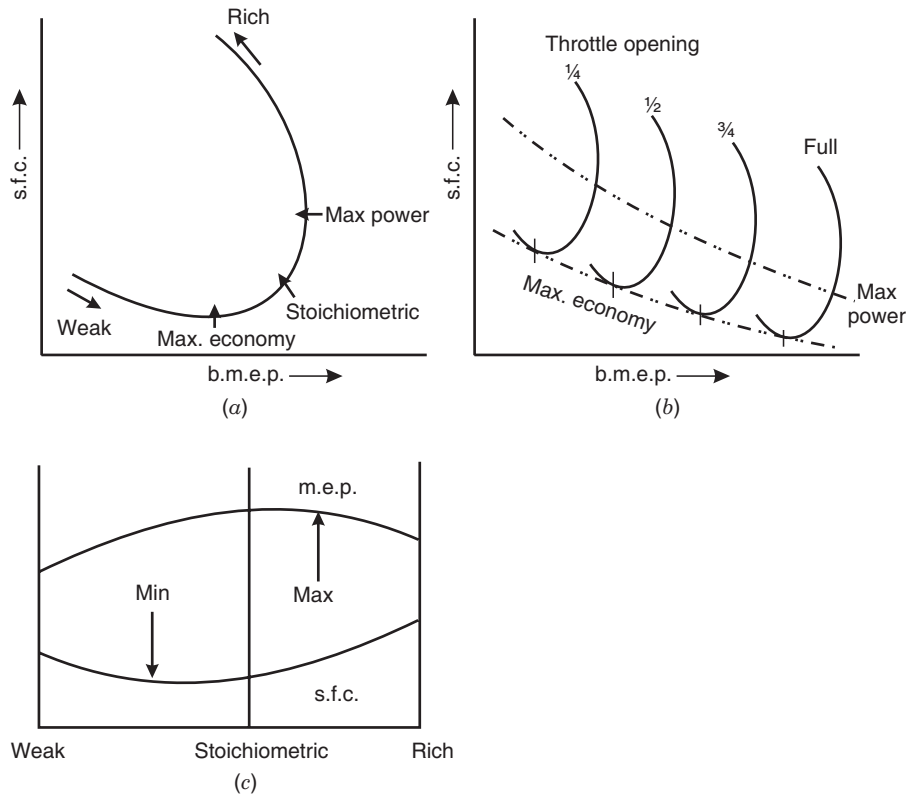 Rich
s.f.c.
Max power
Stoichiometric
Weak
Max. economy
b.m.e.p.
(a)
Throttle opening
¼
½
¾
Full
s.f.c.
Max. economy
Max
power
b.m.e.p.
(b)
m.e.p.
Min
Max
s.f.c.
Weak
Stoichiometric
Rich
(c)